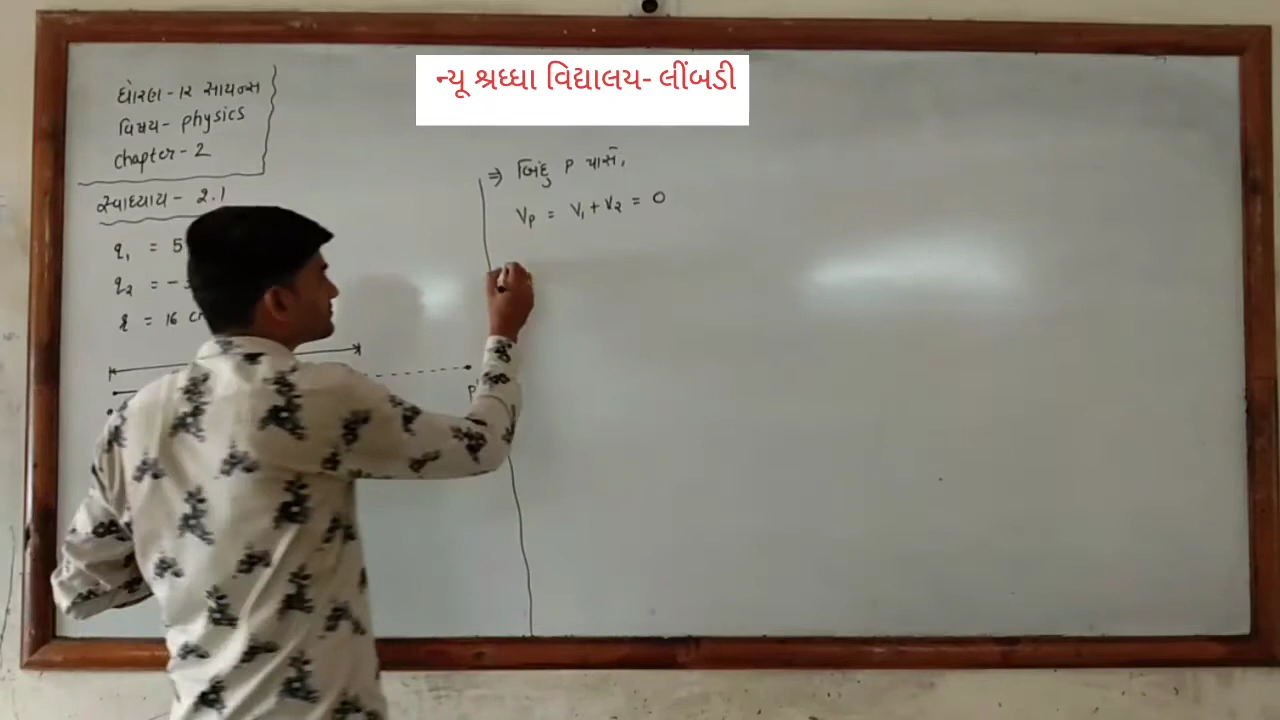 ન્યૂ શ્રધ્ધા વિદ્યાલય- લીંબડી
ધોરણ - ૧૨ સાયન્સ
વિષય - physics
chapter - 2
સ્વાધ્યાય - 2.1
q₁ = 5
q₂ = -
= 16 c
P
⇒ બિંદુ P પાસે,
Vₚ = V₁ + V₂ = 0